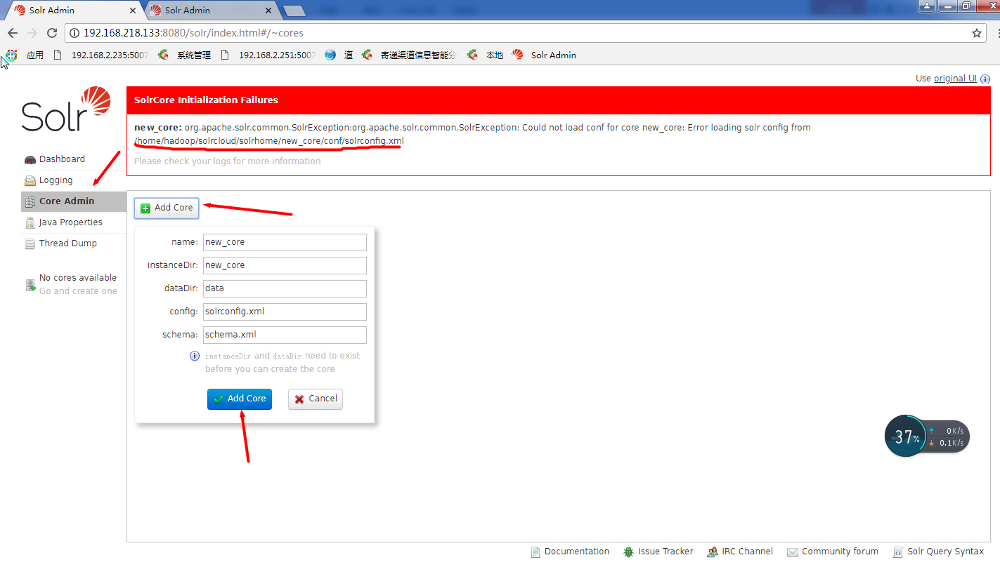 Solr Admin
Solr Admin
192.168.218.133:8080/solr/index.html#/~cores
应用 192.168.2.235:5007 系统管理 192.168.2.251:5007 道 寄递渠道信息智能分 本地 Solr Admin
Use original UI
Solr
SolrCore Initialization Failures
new_core: org.apache.solr.common.SolrException:org.apache.solr.common.SolrException: Could not load conf for core new_core: Error loading solr config from
/home/hadoop/solrcloud/solrhome/new_core/conf/solrconfig.xml
Please check your logs for more information
Dashboard
Logging
Core Admin
Java Properties
Thread Dump
No cores available
Go and create one
Add Core
name: new_core
instanceDir: new_core
dataDir: data
config: solrconfig.xml
schema: schema.xml
instanceDir and dataDir need to exist
before you can create the core
Add Core Cancel
37%
0K/s
0.1K/s
Documentation Issue Tracker IRC Channel Community forum Solr Query Syntax